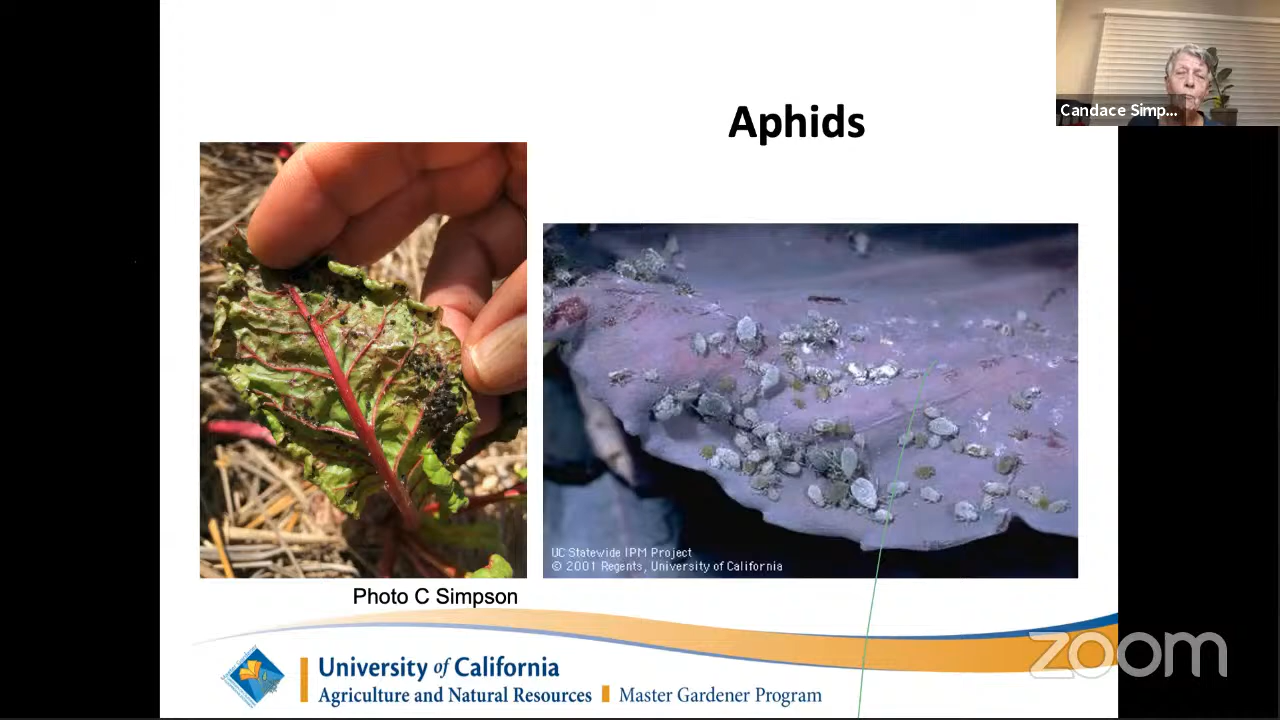 Candace Simp...
Aphids
UC Statewide IPM Project
© 2001 Regents, University of California
Photo C Simpson
University of California
Agriculture and Natural Resources Master Gardener Program
zoom